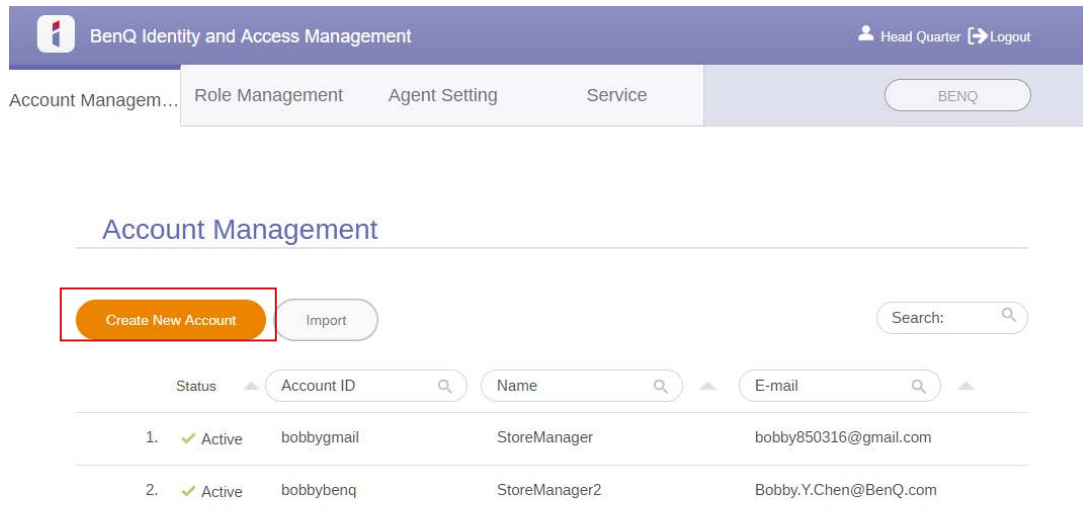 BenQ Identity and Access Management Head Quarter Logout
Account Managem... Role Management Agent Setting Service BENQ
Account Management
Create New Account Import Search:
Status Account ID Name E-mail
1. Active bobbygmail StoreManager bobby850316@gmail.com
2. Active bobbybenq StoreManager2 Bobby.Y.Chen@BenQ.com